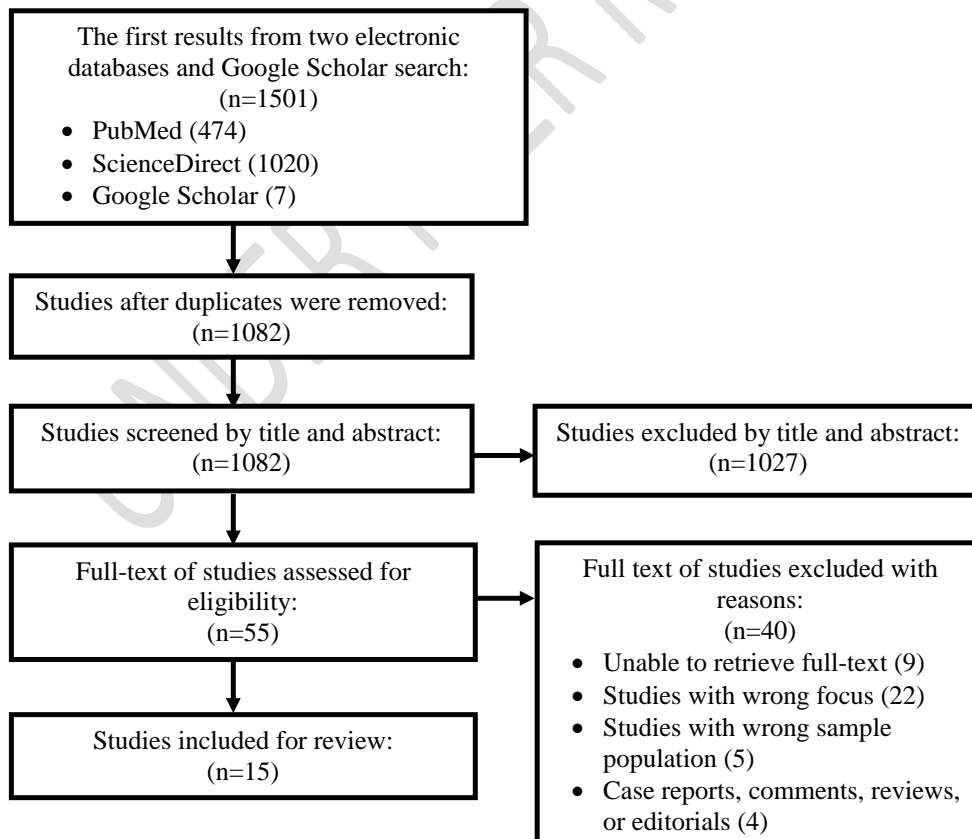 The first results from two electronic
databases and Google Scholar search:
(n=1501)
• PubMed (474)
• ScienceDirect (1020)
• Google Scholar (7)
Studies after duplicates were removed:
(n=1082)
Studies screened by title and abstract:
(n=1082)
Studies excluded by title and abstract:
(n=1027)
Full-text of studies assessed for
eligibility:
(n=55)
Full text of studies excluded with
reasons:
(n=40)
• Unable to retrieve full-text (9)
• Studies with wrong focus (22)
• Studies with wrong sample
population (5)
• Case reports, comments, reviews,
or editorials (4)
Studies included for review:
(n=15)
UNDER